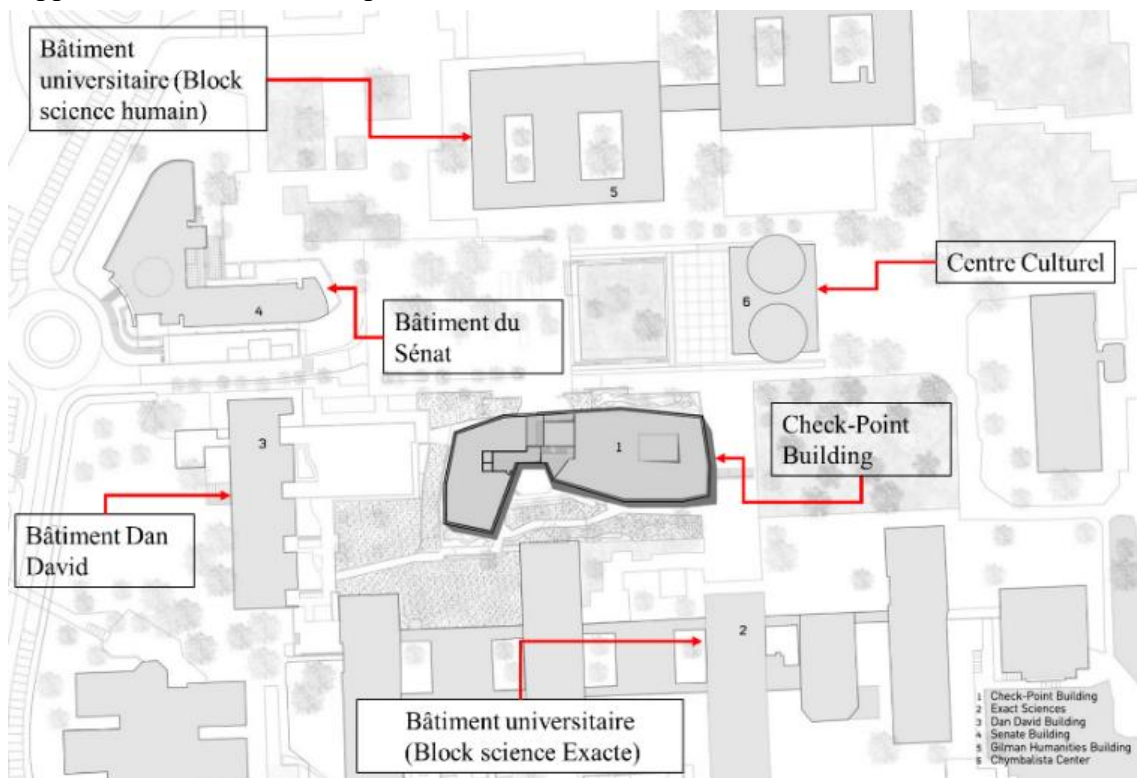 Bâtiment
universitaire (Block
science humain)
5
Centre Culturel
6
4
Bâtiment du
Sénat
3
1
Check-Point
Building
Bâtiment Dan
David
2
Bâtiment universitaire
(Block science Exacte)
1 Check-Point Building
2 Exact Sciences
3 Dan David Building
4 Senate Building
5 Gilman Humanities Building
6 Chymbalista Center